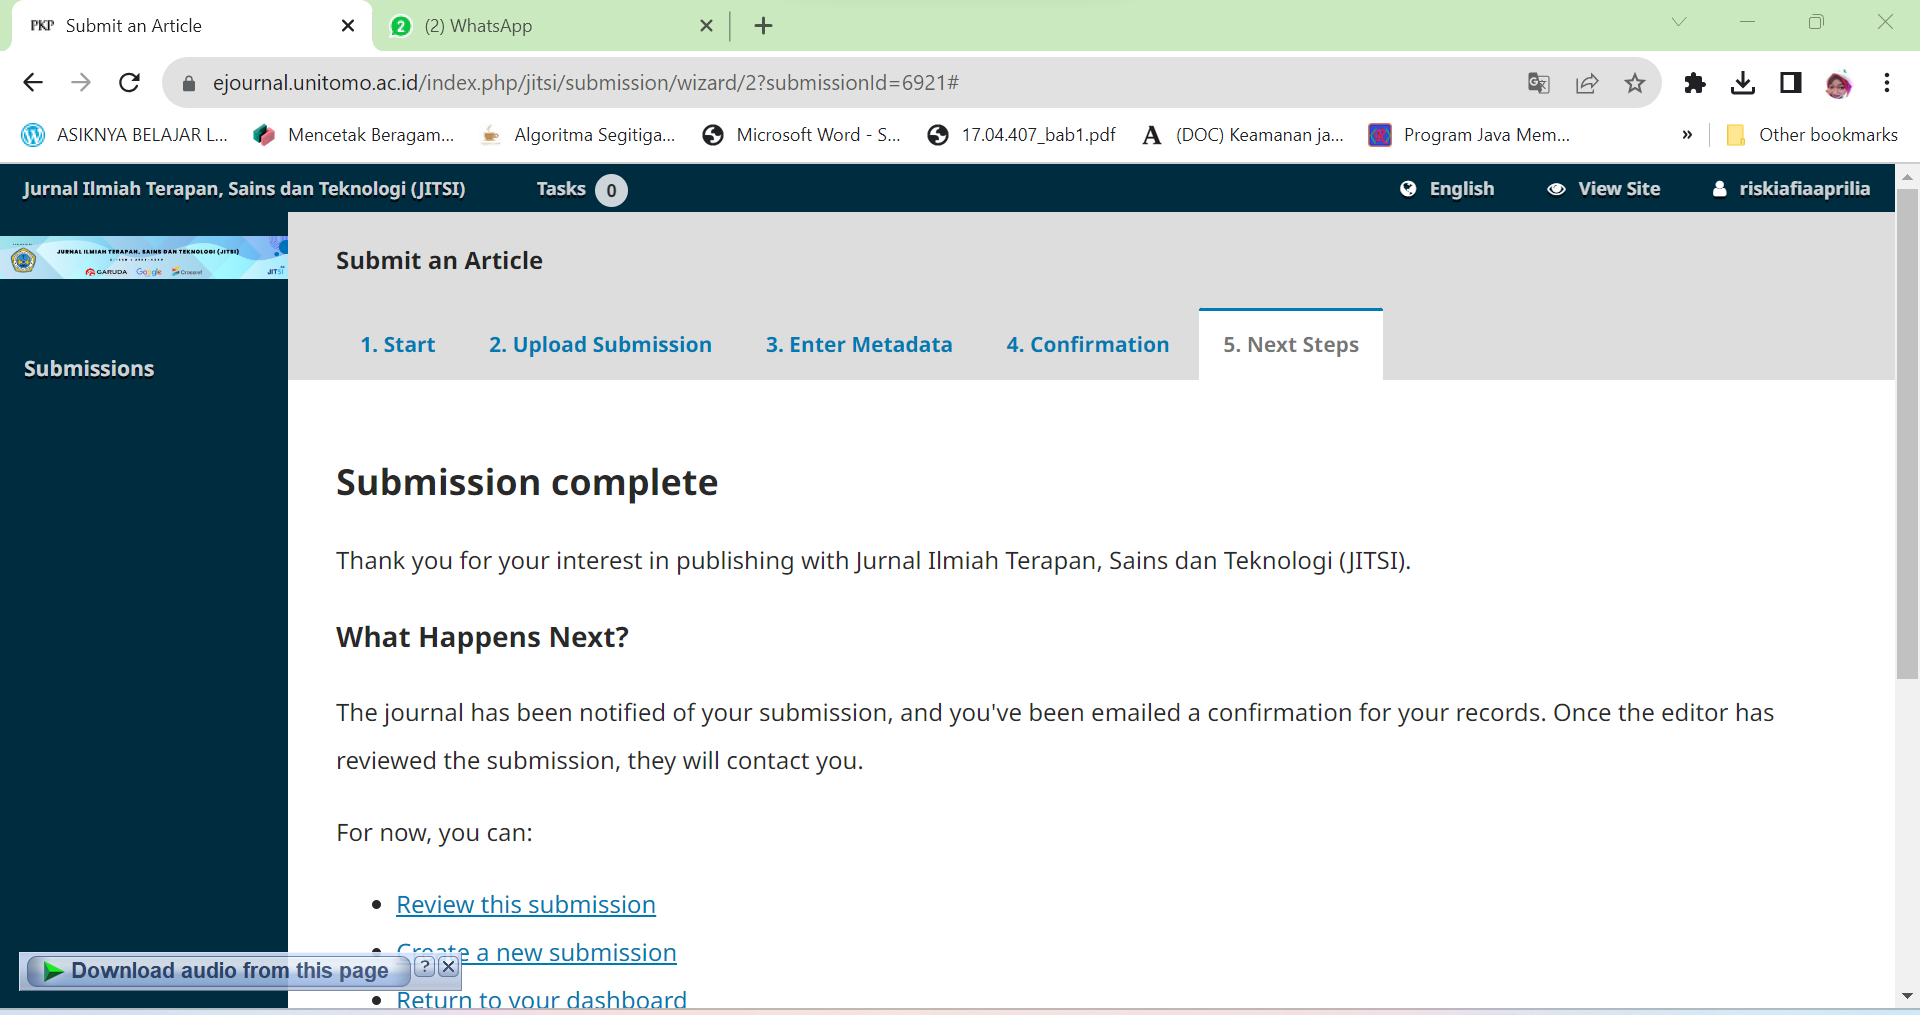 PKP Submit an Article
2 (2) WhatsApp
ejournal.unitomo.ac.id/index.php/jitsi/submission/wizard/2?submissionId=6921#
ASIKNYA BELAJAR L... Mencetak Beragam... Algoritma Segitiga... Microsoft Word - S... 17.04.407_bab1.pdf A (DOC) Keamanan ja... Program Java Mem... » Other bookmarks
Jurnal Ilmiah Terapan, Sains dan Teknologi (JITSI) Tasks 0 English View Site riskiafiaaprilia
JURNAL ILMIAH TERAPAN, SAINS DAN TEKNOLOGI (JITSI)
GARUDA Google Crossref JITSI
Submit an Article
1. Start 2. Upload Submission 3. Enter Metadata 4. Confirmation 5. Next Steps
Submissions
Submission complete
Thank you for your interest in publishing with Jurnal Ilmiah Terapan, Sains dan Teknologi (JITSI).
What Happens Next?
The journal has been notified of your submission, and you've been emailed a confirmation for your records. Once the editor has
reviewed the submission, they will contact you.
For now, you can:
Review this submission
Create a new submission
Download audio from this page ?
Return to your dashboard